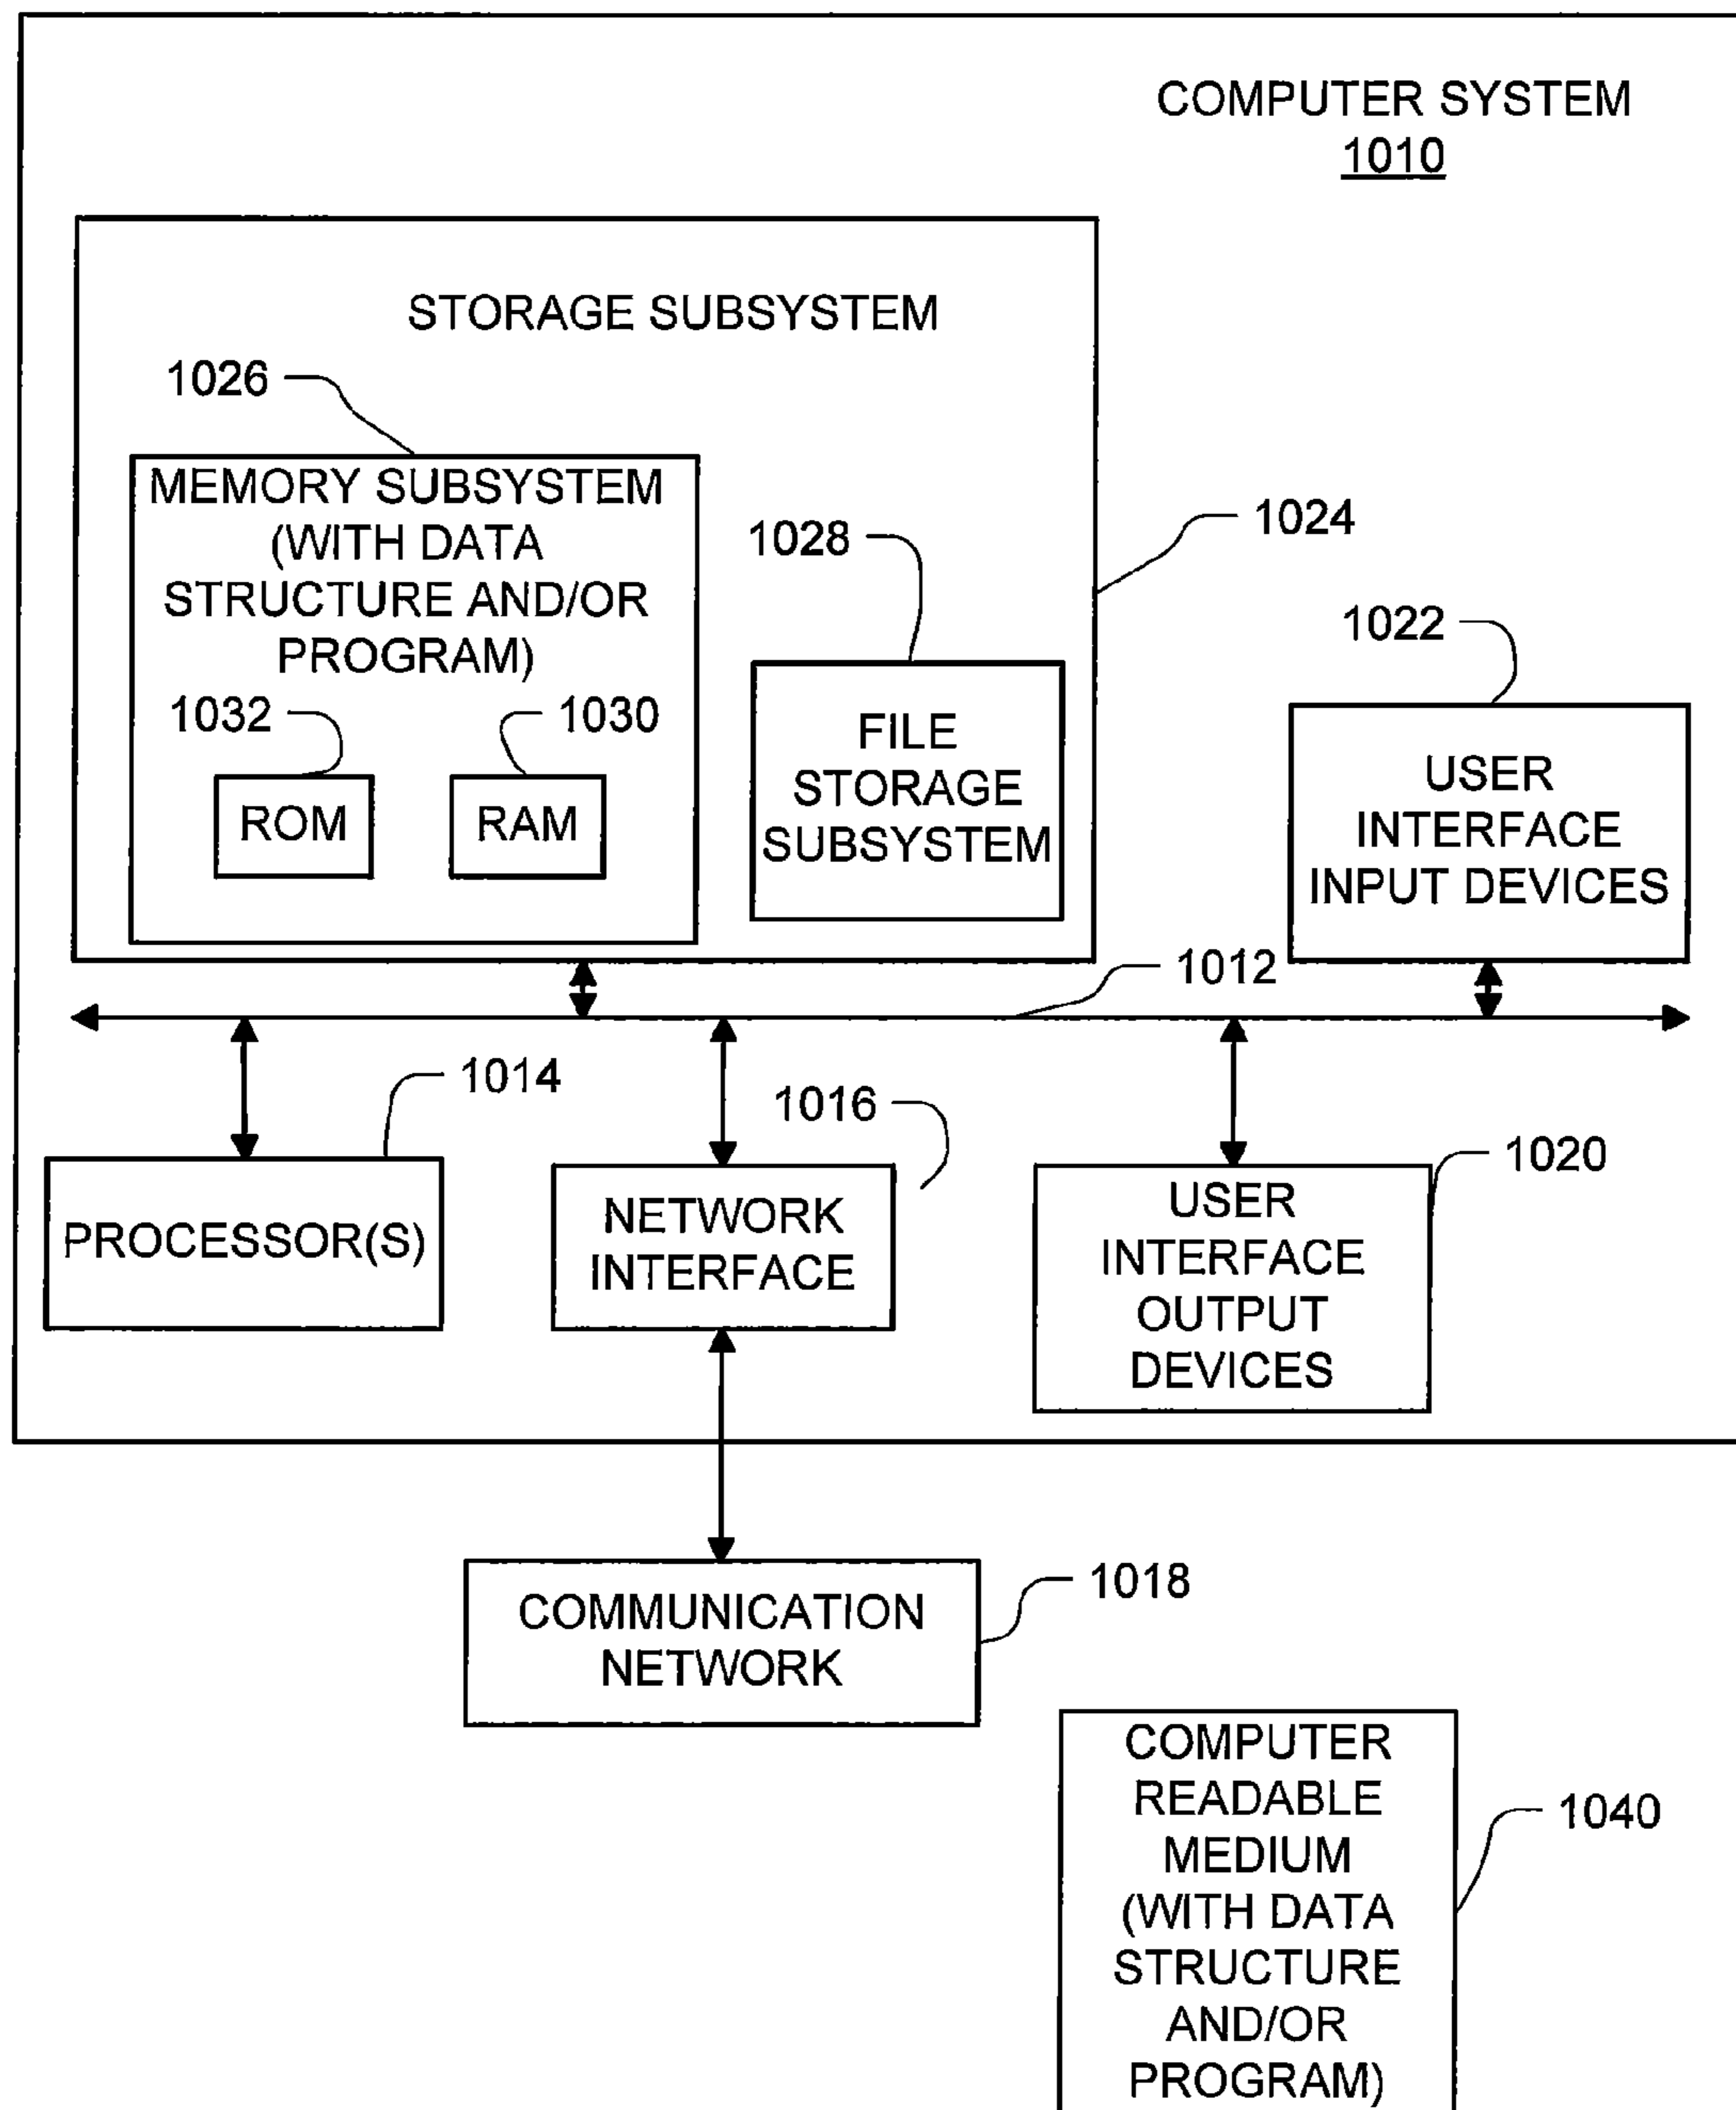 COMPUTER SYSTEM
1010
STORAGE SUBSYSTEM
1026
MEMORY SUBSYSTEM
(WITH DATA
STRUCTURE AND/OR
PROGRAM)
1032
1030
ROM
RAM
1028
FILE
STORAGE
SUBSYSTEM
1024
1022
USER
INTERFACE
INPUT DEVICES
1012
1014
PROCESSOR(S)
1016
NETWORK
INTERFACE
1020
USER
INTERFACE
OUTPUT
DEVICES
COMMUNICATION
NETWORK
1018
COMPUTER
READABLE
MEDIUM
(WITH DATA
STRUCTURE
AND/OR
PROGRAM)
1040